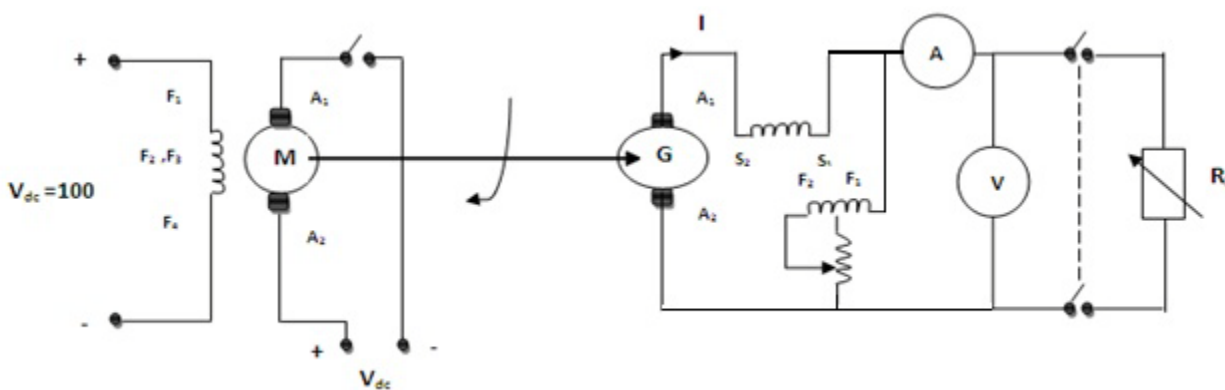 +
F₁
F₂ ,F₃
F₄
-
V_dc =100
A₁
M
A₂
+
-
V_dc
I
A₁
G
A₂
S₂
S₁
F₂
F₁
A
V
R